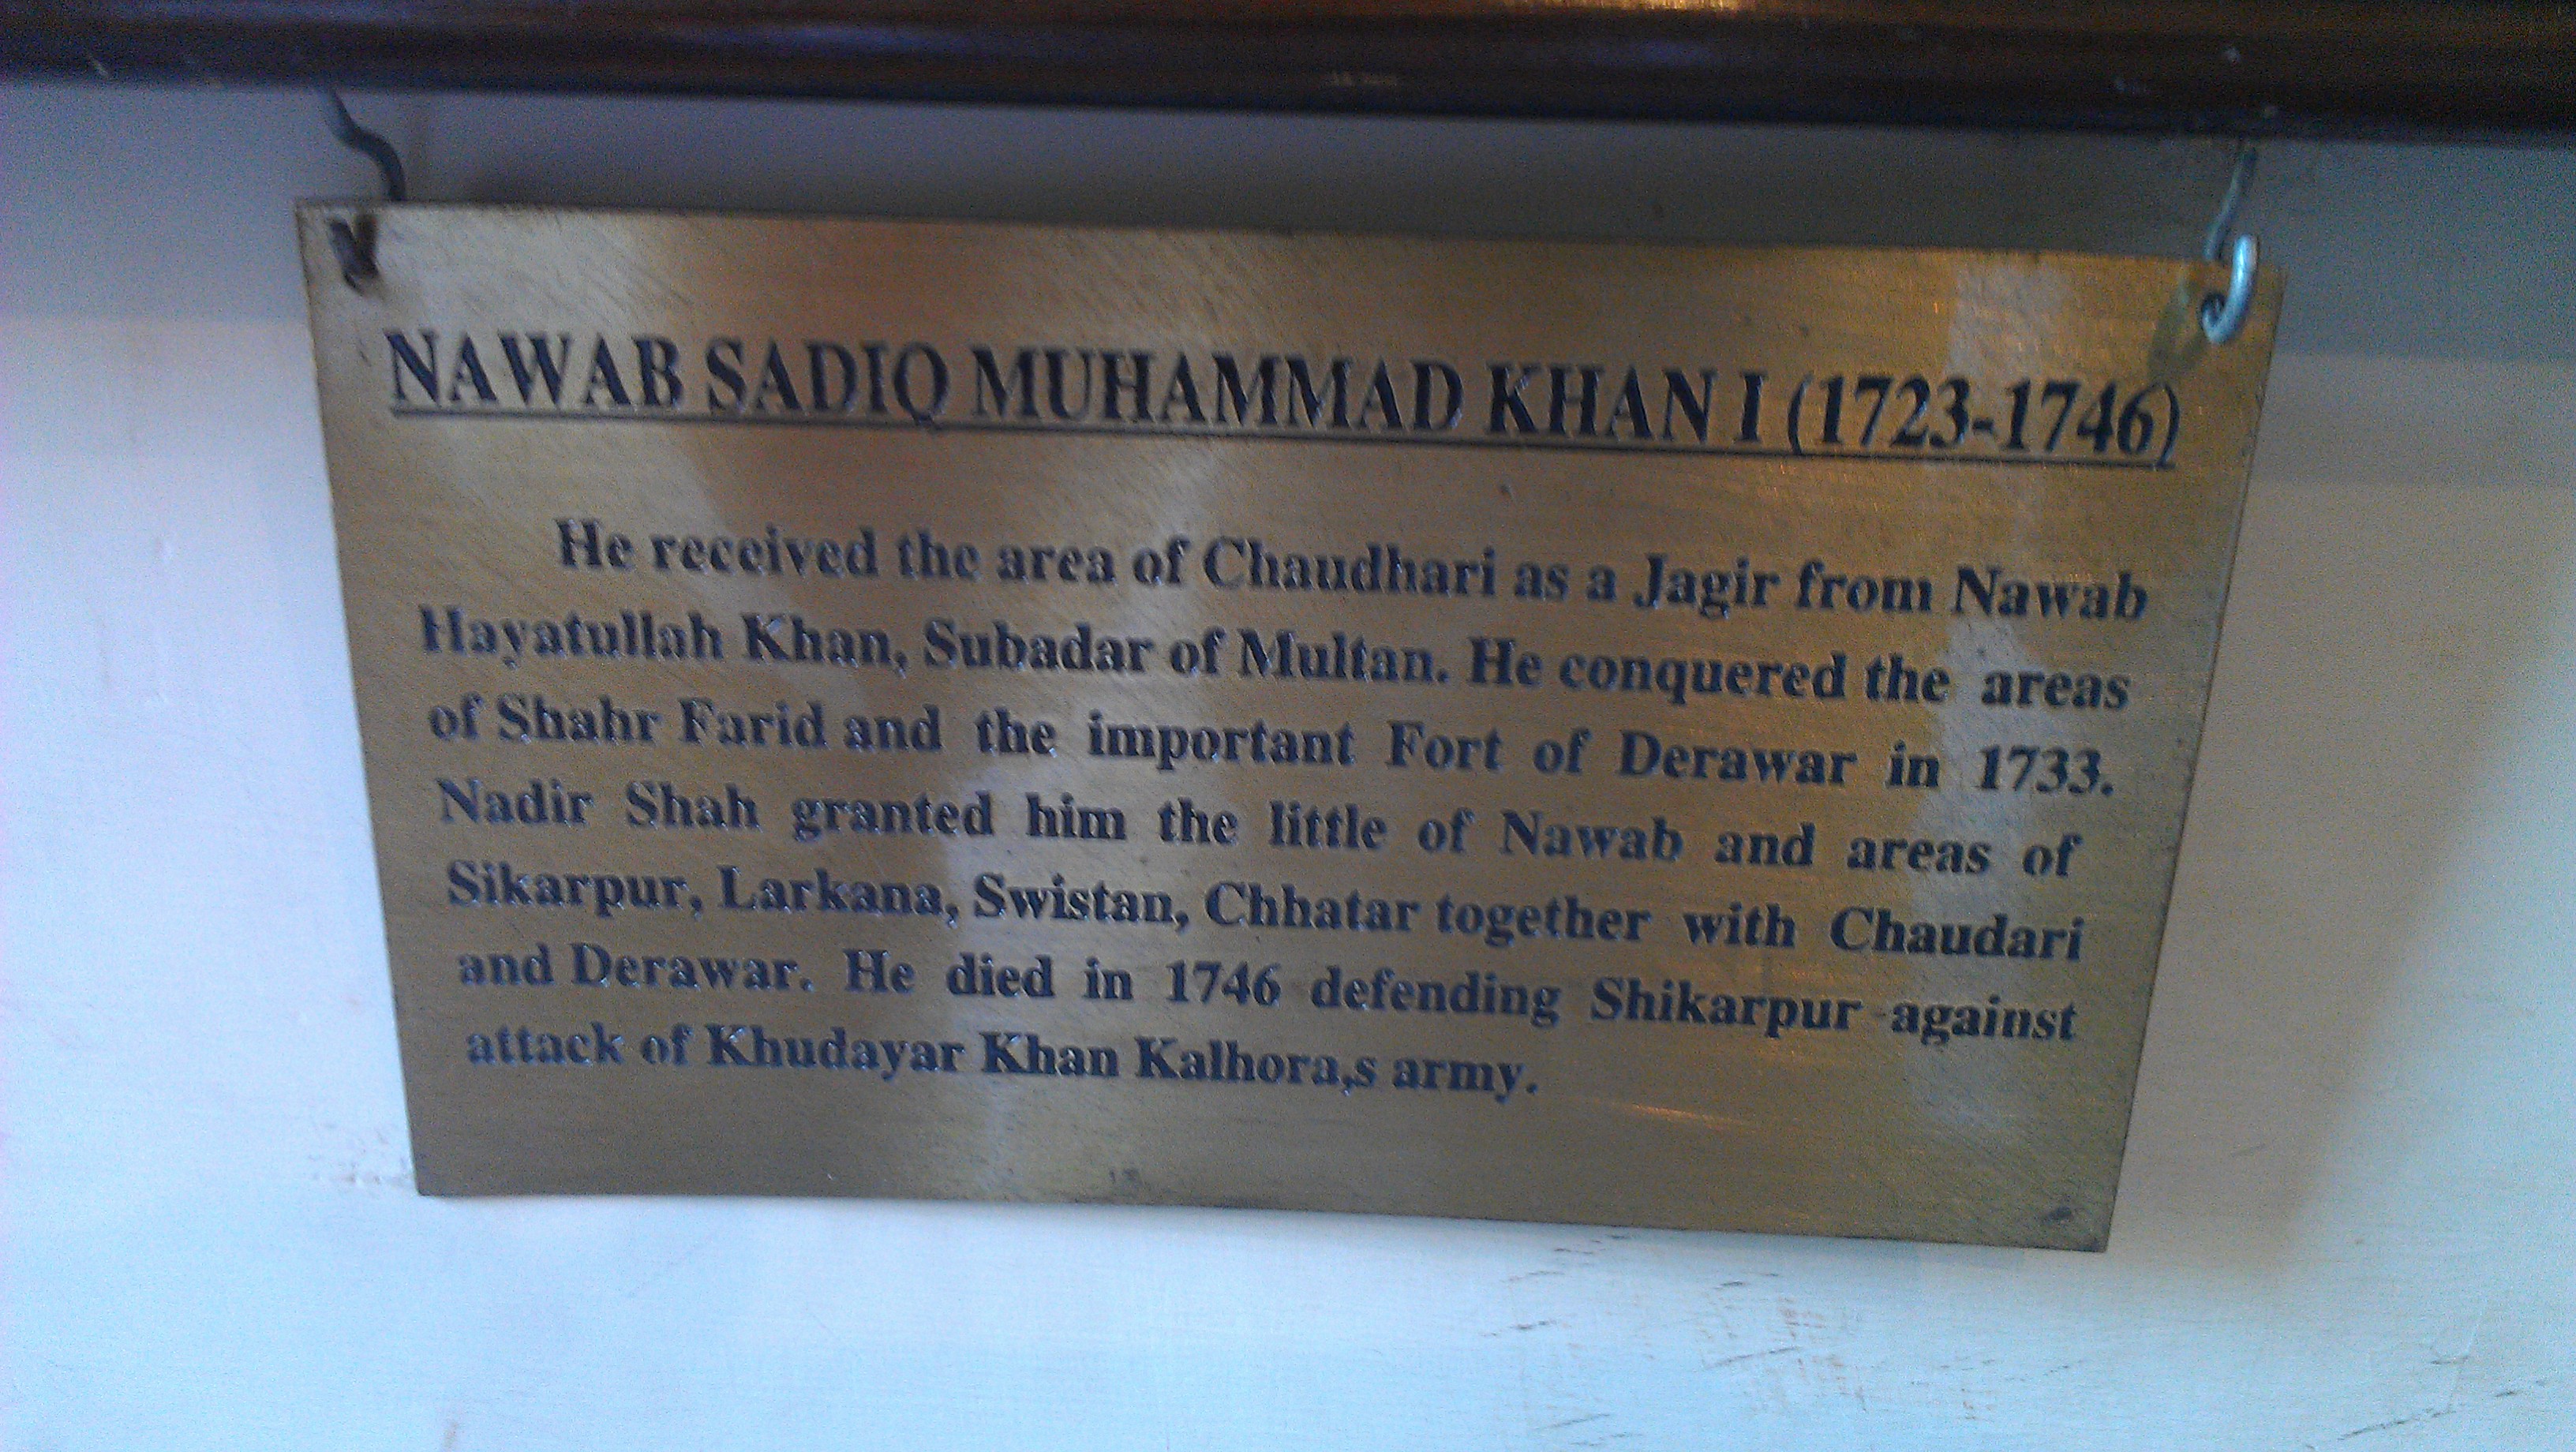 NAWAB SADIQ MUHAMMAD KHAN I (1723-1746)
He received the area of Chaudhari as a Jagir from Nawab
Hayatullah Khan, Subadar of Multan. He conquered the areas
of Shahr Farid and the important Fort of Derawar in 1733.
Nadir Shah granted him the little of Nawab and areas of
Sikarpur, Larkana, Swistan, Chhatar together with Chaudari
and Derawar. He died in 1746 defending Shikarpur against
attack of Khudayar Khan Kalhora,s army.